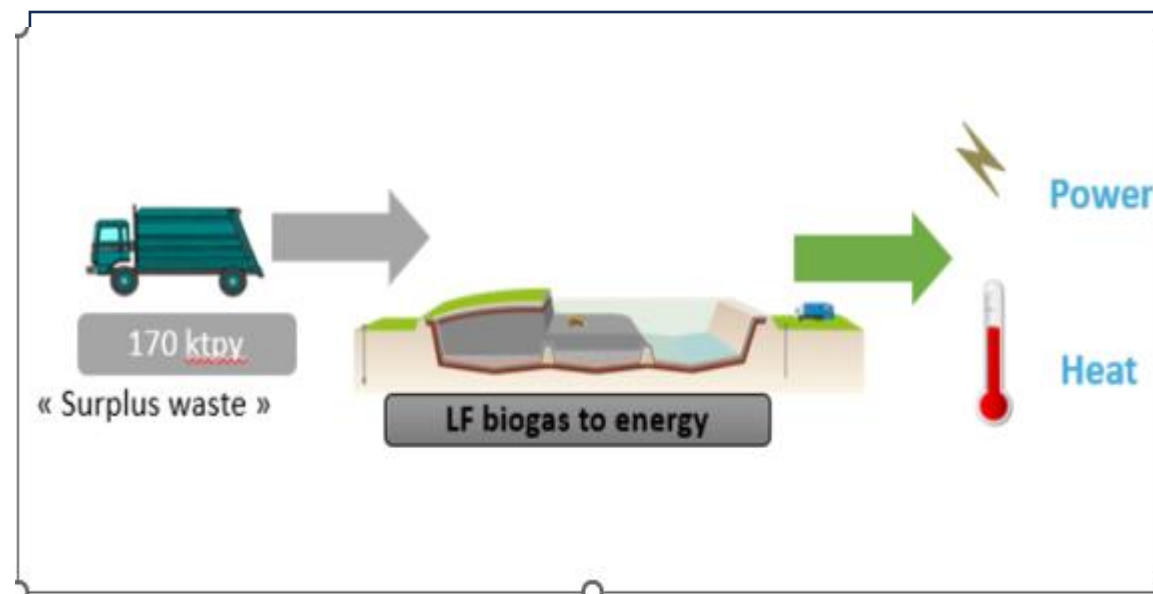 170 ktpy
« Surplus waste »
LF biogas to energy
Power
Heat